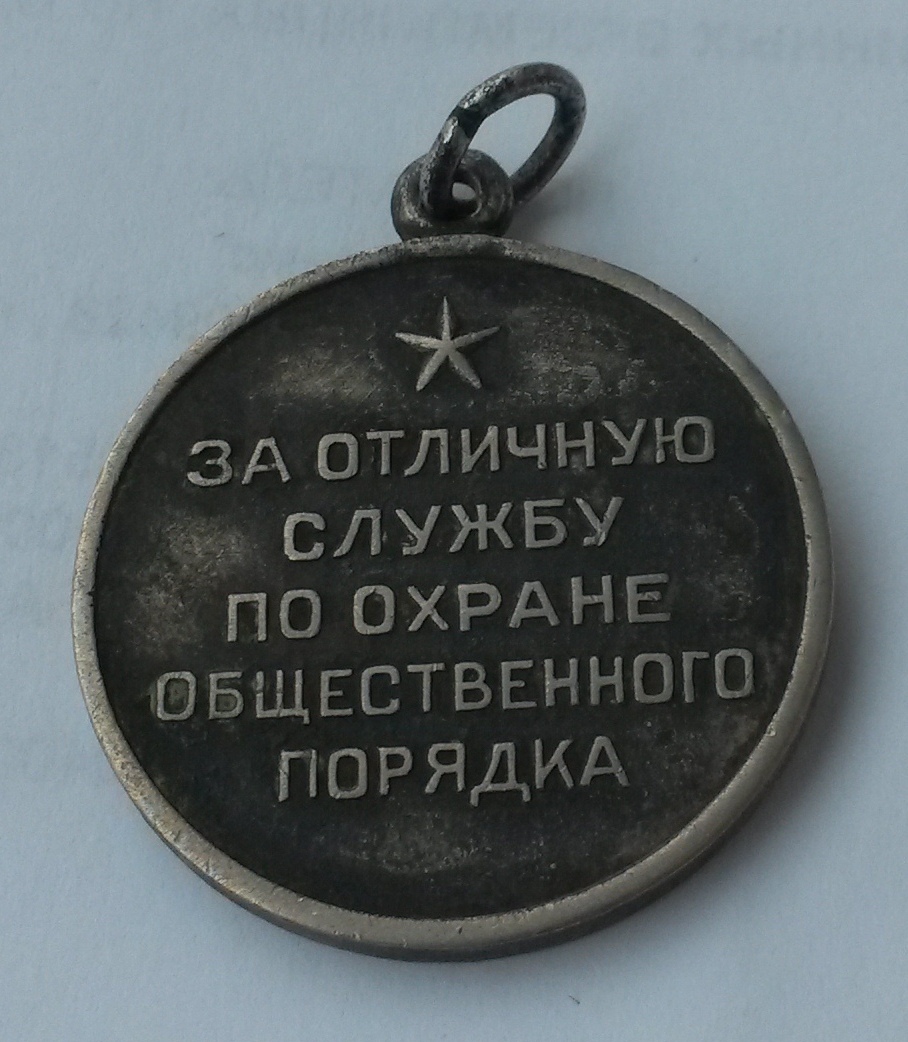 ЗА ОТЛИЧНУЮ
СЛУЖБУ
ПО ОХРАНЕ
ОБЩЕСТВЕННОГО
ПОРЯДКА